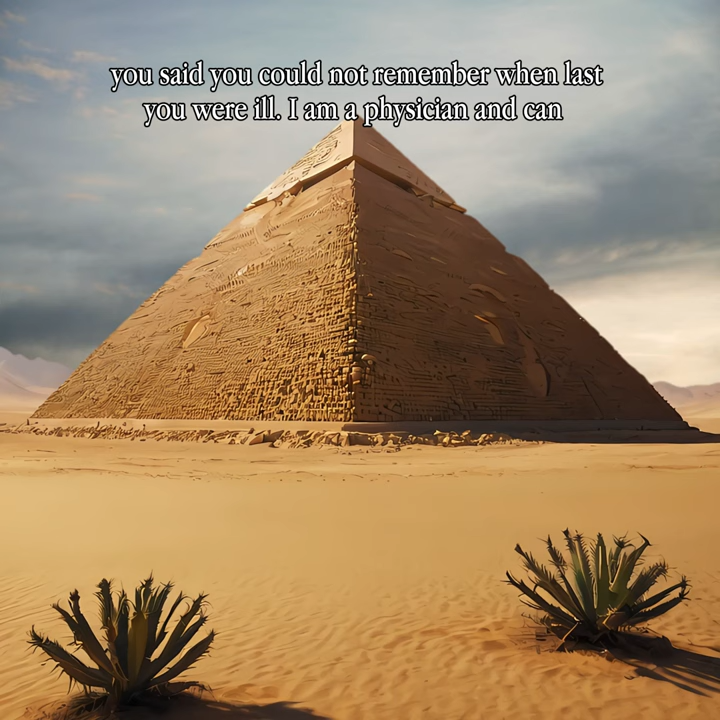 you said you could not remember when last
you were ill. I am a physician and can